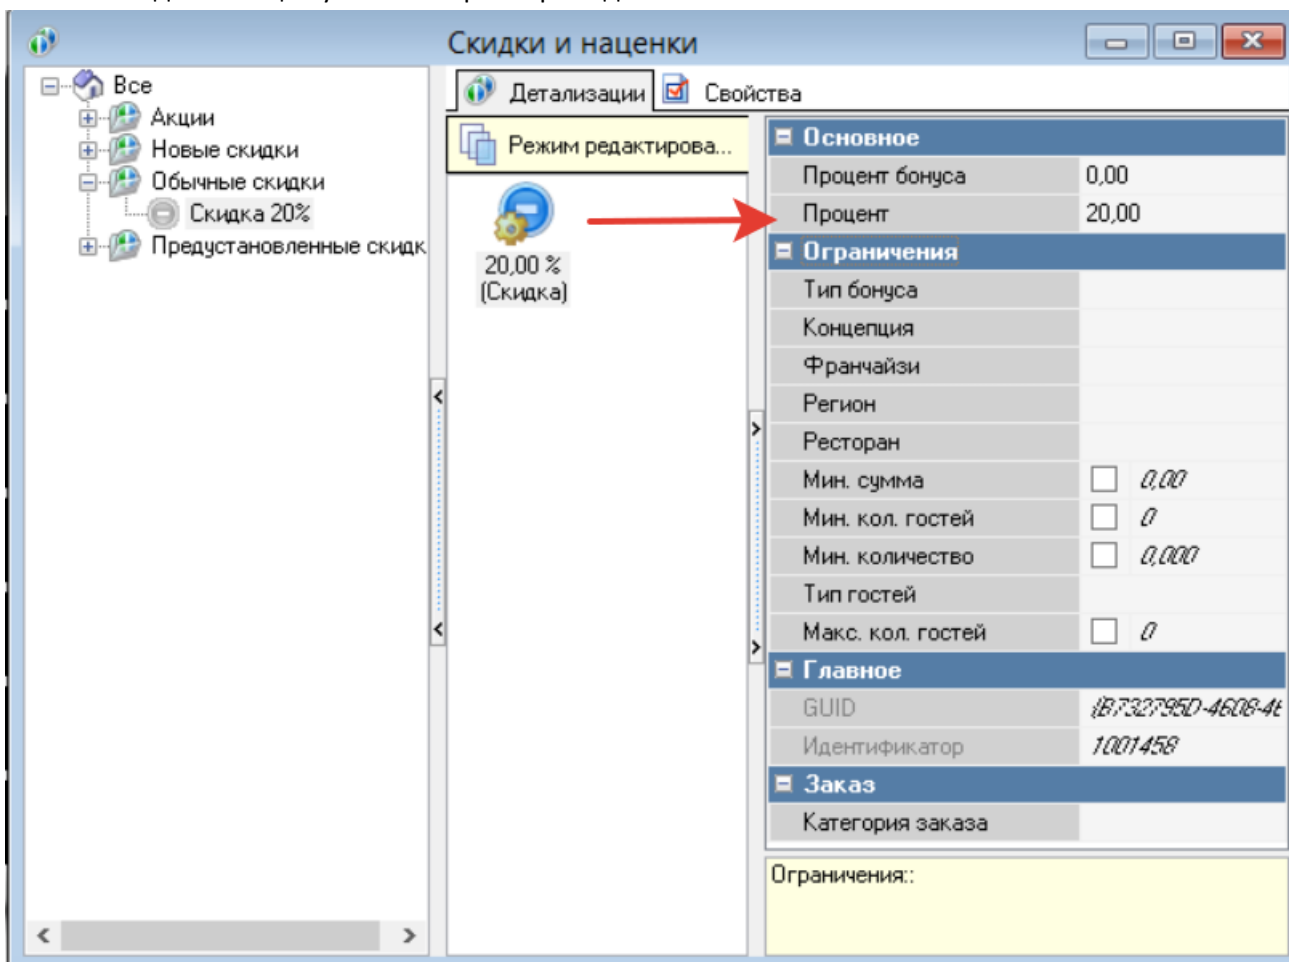 Скидки и наценки
Все
Акции
Новые скидки
Обычные скидки
Скидка 20%
Предустановленные скидк
Детализации
Свойства
Режим редактирова...
20,00 %
(Скидка)
Основное
Процент бонуса 0,00
Процент 20,00
Ограничения
Тип бонуса
Концепция
Франчайзи
Регион
Ресторан
Мин. сумма 0,00
Мин. кол. гостей 0
Мин. количество 0,000
Тип гостей
Макс. кол. гостей 0
Главное
GUID {B732795D-4608-4E
Идентификатор 1001458
Заказ
Категория заказа
Ограничения::